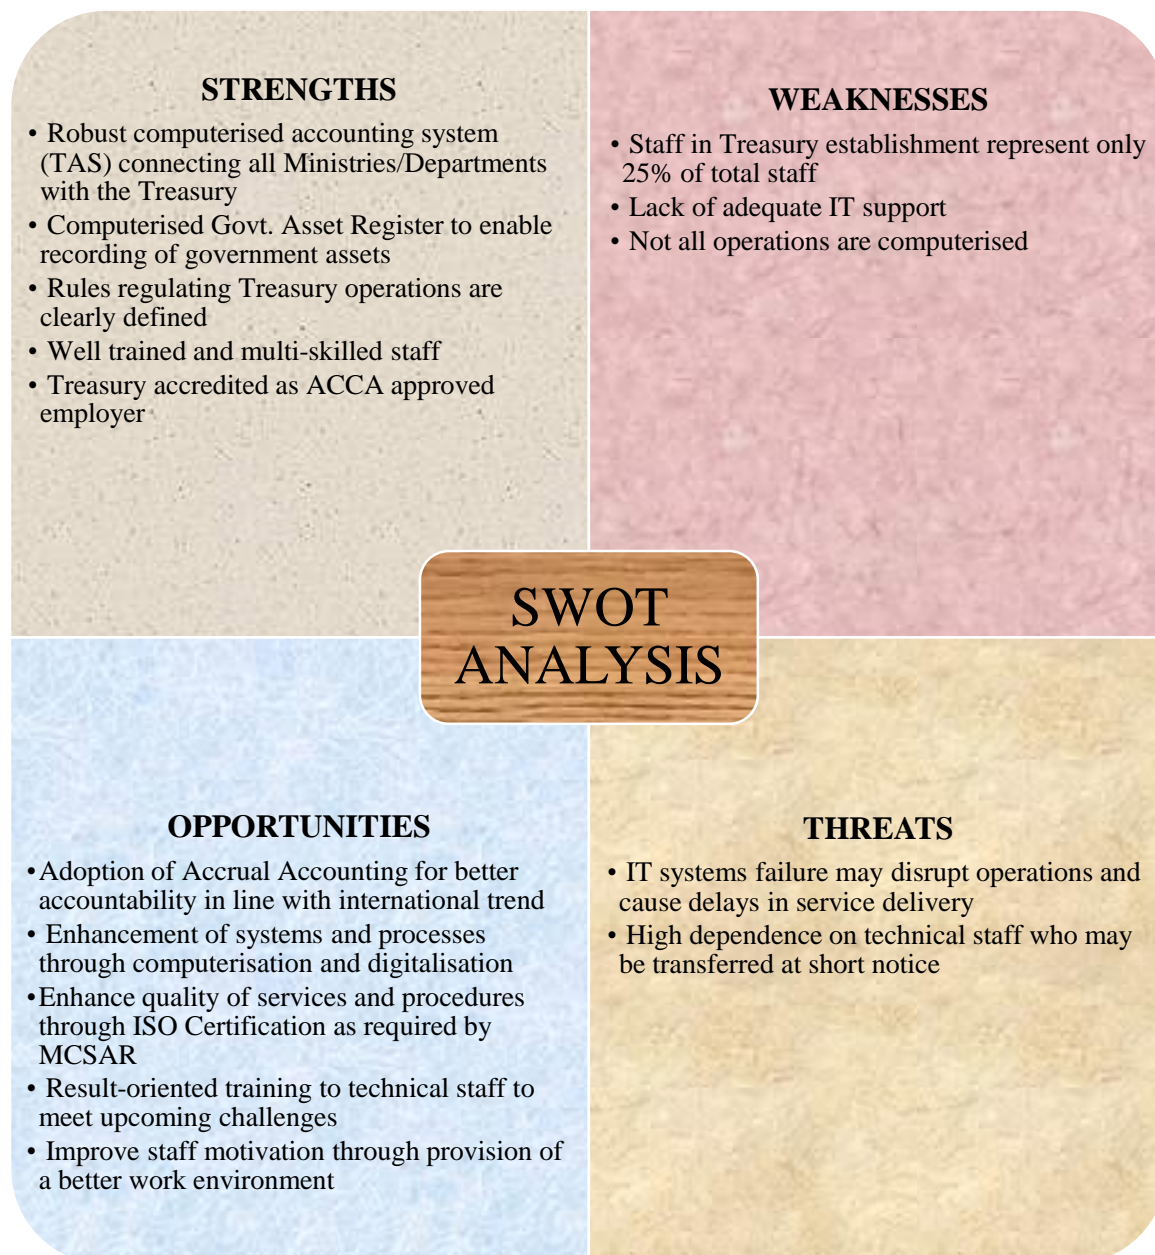 STRENGTHS
• Robust computerised accounting system
(TAS) connecting all Ministries/Departments
with the Treasury
• Computerised Govt. Asset Register to enable
recording of government assets
• Rules regulating Treasury operations are
clearly defined
• Well trained and multi-skilled staff
• Treasury accredited as ACCA approved
employer
WEAKNESSES
• Staff in Treasury establishment represent only
25% of total staff
• Lack of adequate IT support
• Not all operations are computerised
SWOT
ANALYSIS
OPPORTUNITIES
•Adoption of Accrual Accounting for better
accountability in line with international trend
• Enhancement of systems and processes
through computerisation and digitalisation
•Enhance quality of services and procedures
through ISO Certification as required by
MCSAR
• Result-oriented training to technical staff to
meet upcoming challenges
• Improve staff motivation through provision of
a better work environment
THREATS
• IT systems failure may disrupt operations and
cause delays in service delivery
• High dependence on technical staff who may
be transferred at short notice